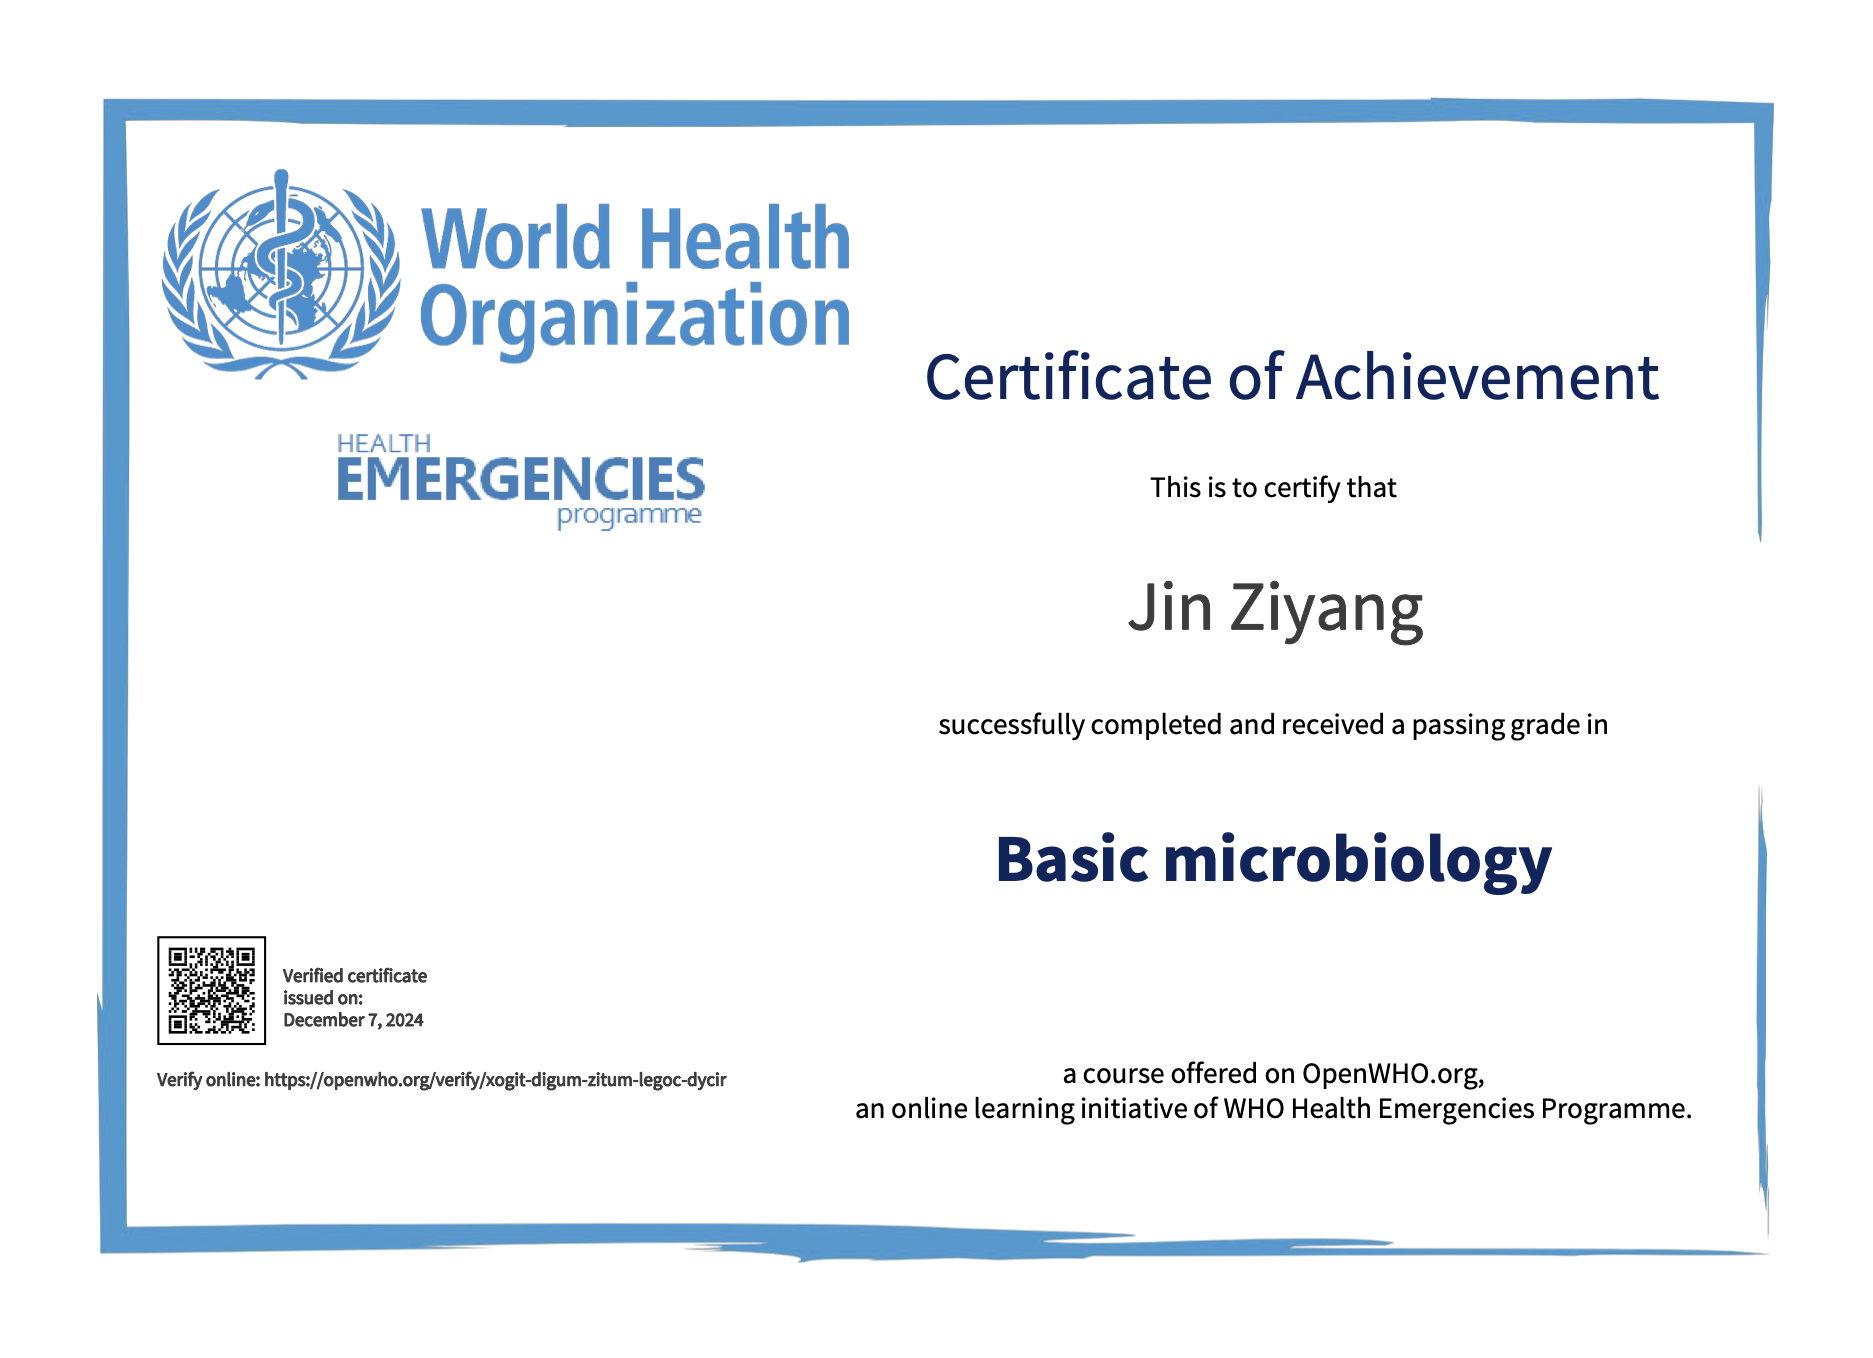 World Health
Organization
HEALTH
EMERGENCIES
programme
Certificate of Achievement
This is to certify that
Jin Ziyang
successfully completed and received a passing grade in
Basic microbiology
Verified certificate
issued on:
December 7, 2024
Verify online: https://openwho.org/verify/xogit-digum-zitum-legoc-dycir
a course offered on OpenWHO.org,
an online learning initiative of WHO Health Emergencies Programme.